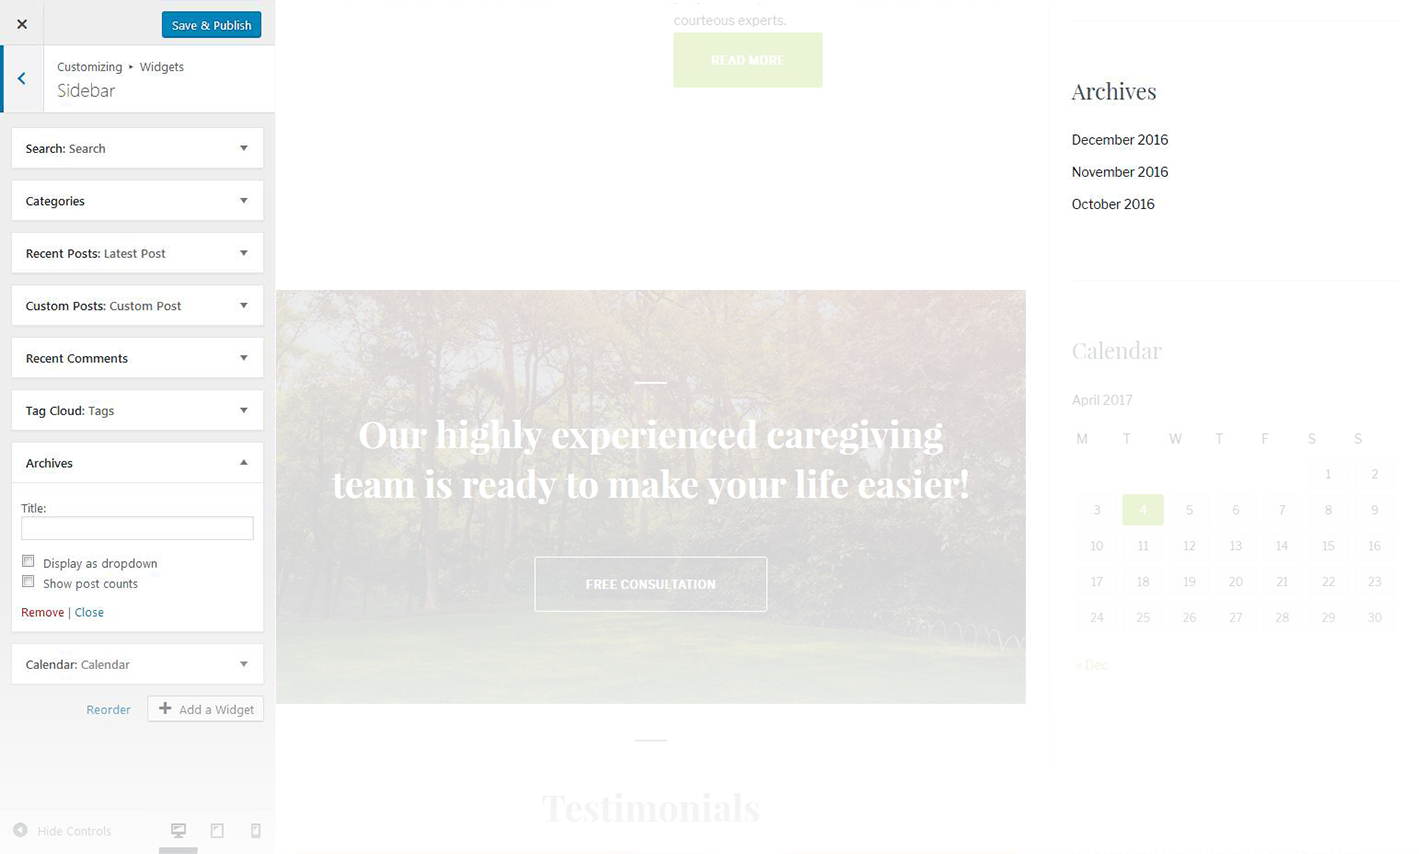 Save & Publish
Customizing ▸ Widgets
Sidebar
Search: Search
Categories
Recent Posts: Latest Post
Custom Posts: Custom Post
Recent Comments
Tag Cloud: Tags
Archives
Title:
Display as dropdown
Show post counts
Remove | Close
Calendar: Calendar
Reorder
Add a Widget
Hide Controls
courteous experts.
READ MORE
Our highly experienced caregiving
team is ready to make your life easier!
FREE CONSULTATION
Testimonials
Archives
December 2016
November 2016
October 2016
Calendar
April 2017
M T W T F S S
1 2
3 4 5 6 7 8 9
10 11 12 13 14 15 16
17 18 19 20 21 22 23
24 25 26 27 28 29 30
« Dec